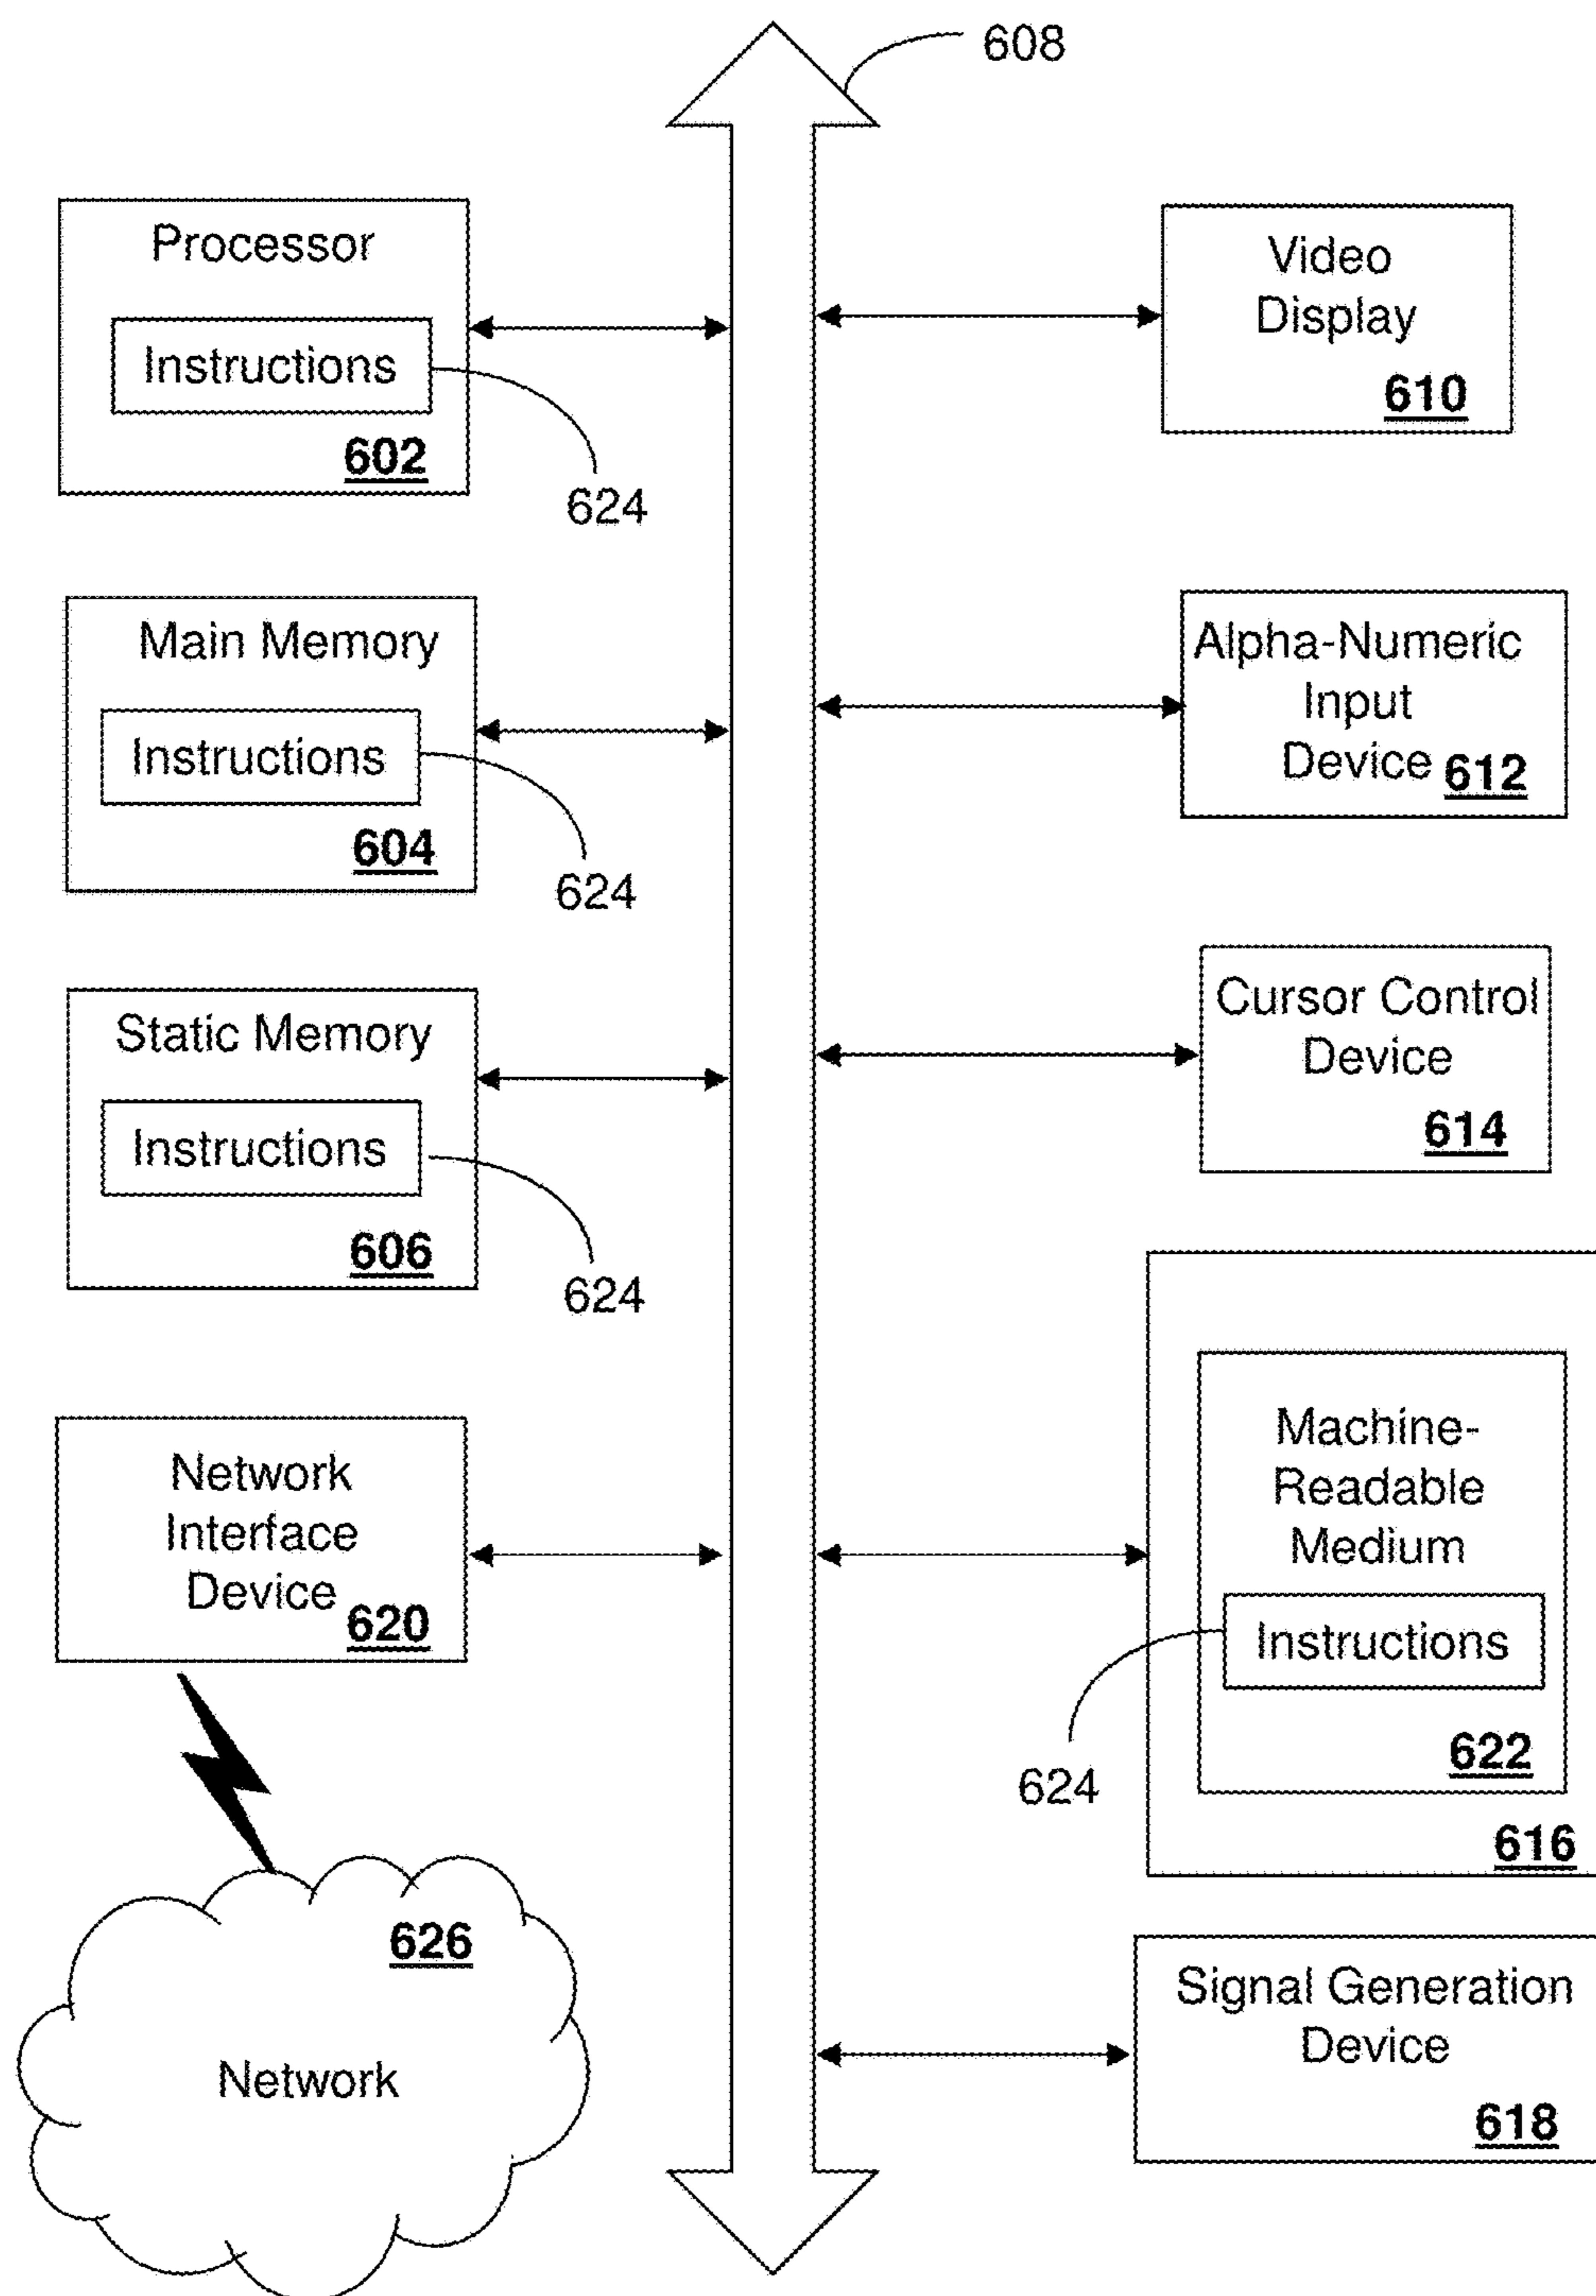 608
Processor
Instructions
602
624
Main Memory
Instructions
604
624
Static Memory
Instructions
606
624
Network
Interface
Device
620
626
Network
Video
Display
610
Alpha-Numeric
Input
Device
612
Cursor Control
Device
614
Machine-
Readable
Medium
Instructions
624
622
616
Signal Generation
Device
618